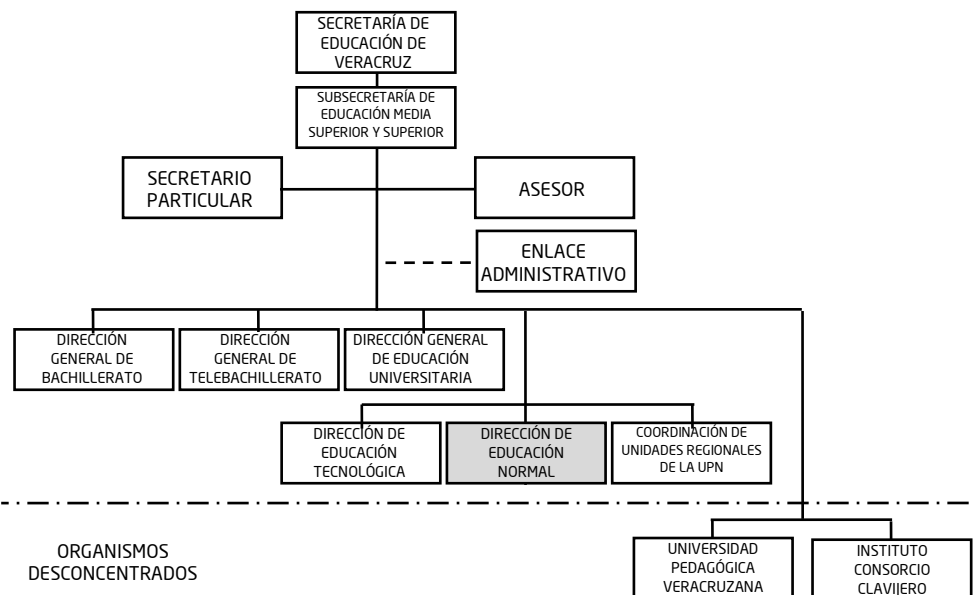 SECRETARÍA DE
EDUCACIÓN DE
VERACRUZ
SUBSECRETARÍA DE
EDUCACIÓN MEDIA
SUPERIOR Y SUPERIOR
SECRETARIO
PARTICULAR
ASESOR
ENLACE
ADMINISTRATIVO
DIRECCIÓN
GENERAL DE
BACHILLERATO
DIRECCIÓN
GENERAL DE
TELEBACHILLERATO
DIRECCIÓN GENERAL
DE EDUCACIÓN
UNIVERSITARIA
DIRECCIÓN DE
EDUCACIÓN
TECNOLÓGICA
DIRECCIÓN DE
EDUCACIÓN
NORMAL
COORDINACIÓN DE
UNIDADES REGIONALES
DE LA UPN
ORGANISMOS
DESCONCENTRADOS
UNIVERSIDAD
PEDAGÓGICA
VERACRUZANA
INSTITUTO
CONSORCIO
CLAVIJERO